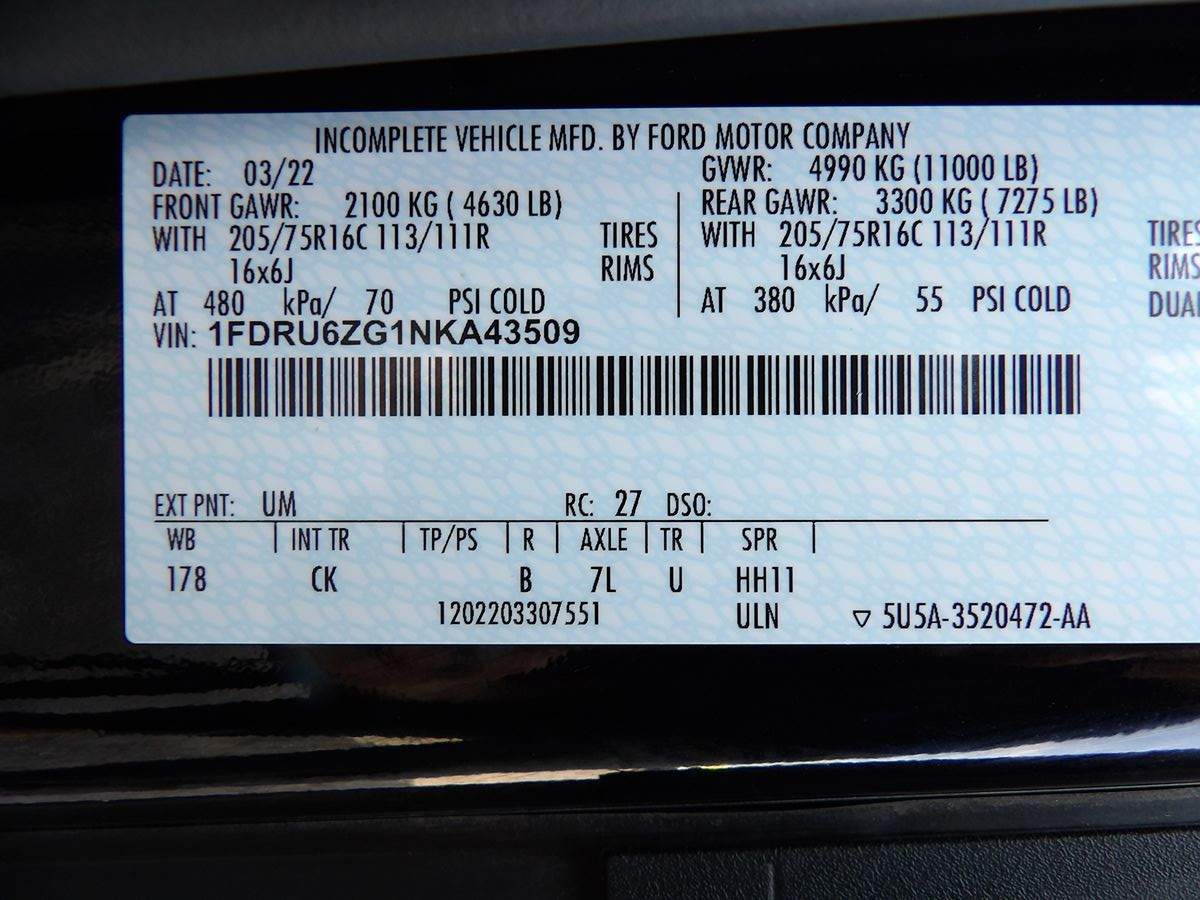 INCOMPLETE VEHICLE MFD. BY FORD MOTOR COMPANY
DATE: 03/22 GVWR: 4990 KG (11000 LB)
FRONT GAWR: 2100 KG ( 4630 LB) REAR GAWR: 3300 KG ( 7275 LB)
WITH 205/75R16C 113/111R TIRES WITH 205/75R16C 113/111R TIRES
16x6J RIMS 16x6J RIMS
AT 480 kPa/ 70 PSI COLD AT 380 kPa/ 55 PSI COLD DUAL
VIN: 1FDRU6ZG1NKA43509
EXT PNT: UM RC: 27 DSO:
WB INT TR TP/PS R AXLE TR SPR
178 CK B 7L U HH11
1202203307551 ULN ▽ 5U5A-3520472-AA